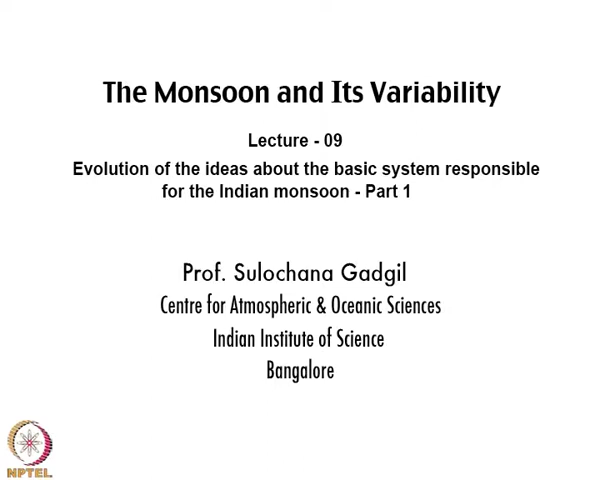 The Monsoon and Its Variability
Lecture - 09
Evolution of the ideas about the basic system responsible
for the Indian monsoon - Part 1
Prof. Sulochana Gadgil
Centre for Atmospheric & Oceanic Sciences
Indian Institute of Science
Bangalore
NPTEL